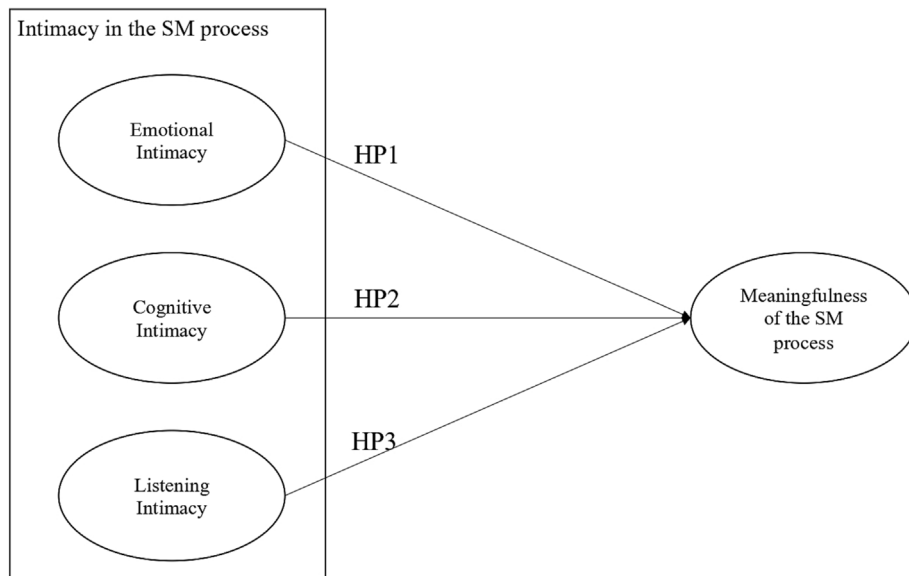 Intimacy in the SM process
Emotional
Intimacy
HP1
Cognitive
Intimacy
HP2
Meaningfulness
of the SM
process
HP3
Listening
Intimacy